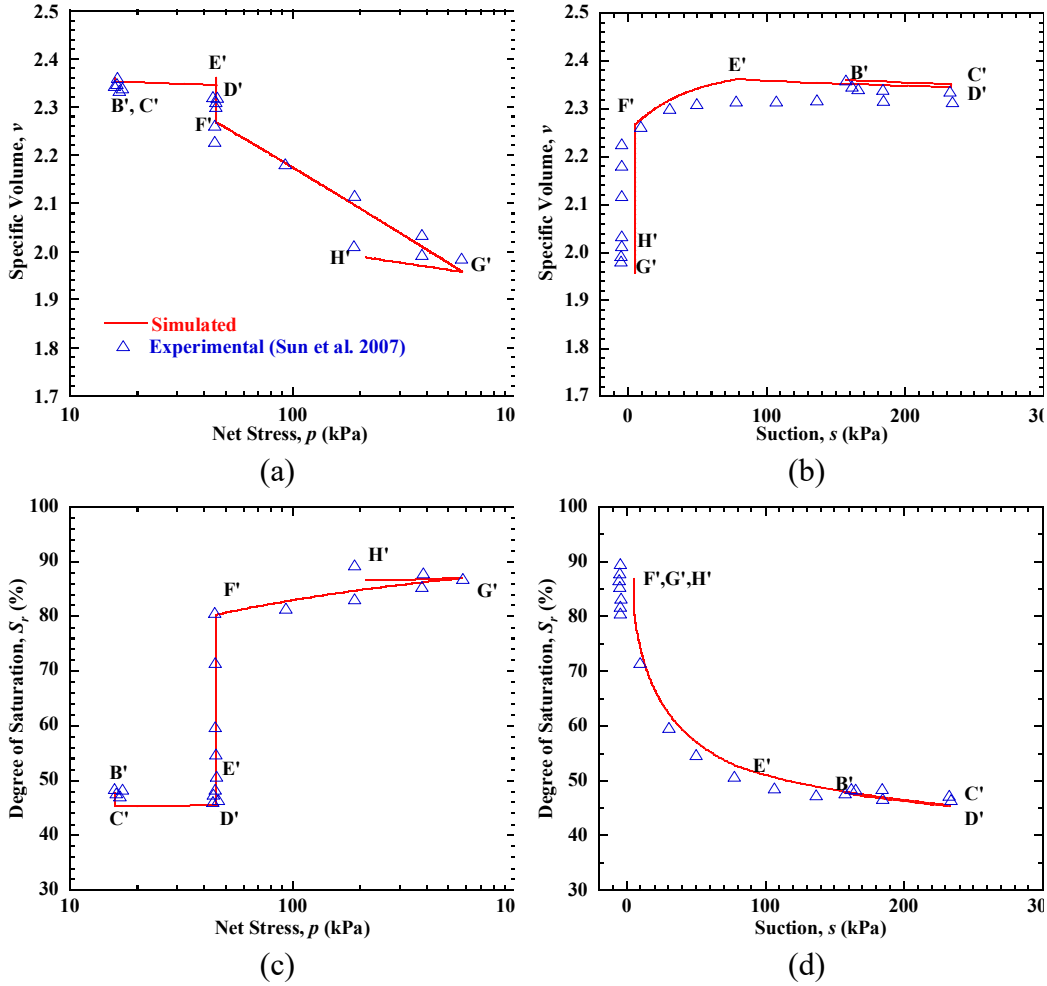 2.5
2.4
2.3
2.2
2.1
2.0
1.9
1.8
1.7
Specific Volume, v
E'
D'
B', C'
F'
H'
G'
Simulated
Experimental (Sun et al. 2007)
10
100
10
Net Stress, p (kPa)
(a)
2.5
2.4
2.3
2.2
2.1
2.0
1.9
1.8
1.7
Specific Volume, v
E'
B'
C'
D'
F'
H'
G'
0
100
200
30
Suction, s (kPa)
(b)
100
90
80
70
60
50
40
30
Degree of Saturation, Sr (%)
H'
F'
G'
B'
E'
C'
D'
10
100
10
Net Stress, p (kPa)
(c)
100
90
80
70
60
50
40
30
Degree of Saturation, Sr (%)
F',G',H'
E'
B'
C'
D'
0
100
200
30
Suction, s (kPa)
(d)